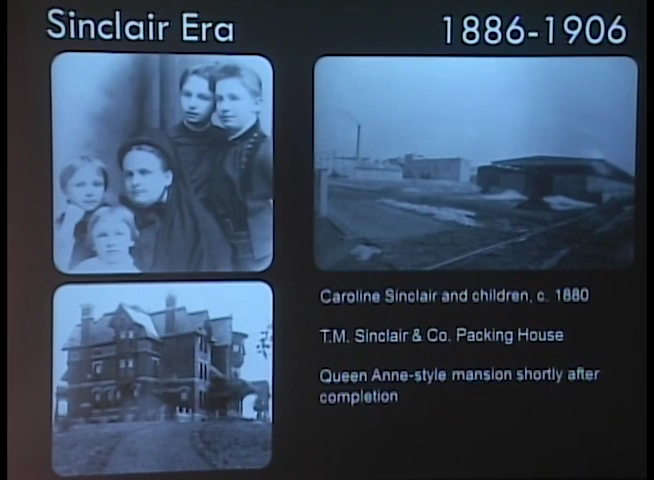 Sinclair Era
1886-1906
Caroline Sinclair and children, c. 1880
T.M. Sinclair & Co. Packing House
Queen Anne-style mansion shortly after
completion